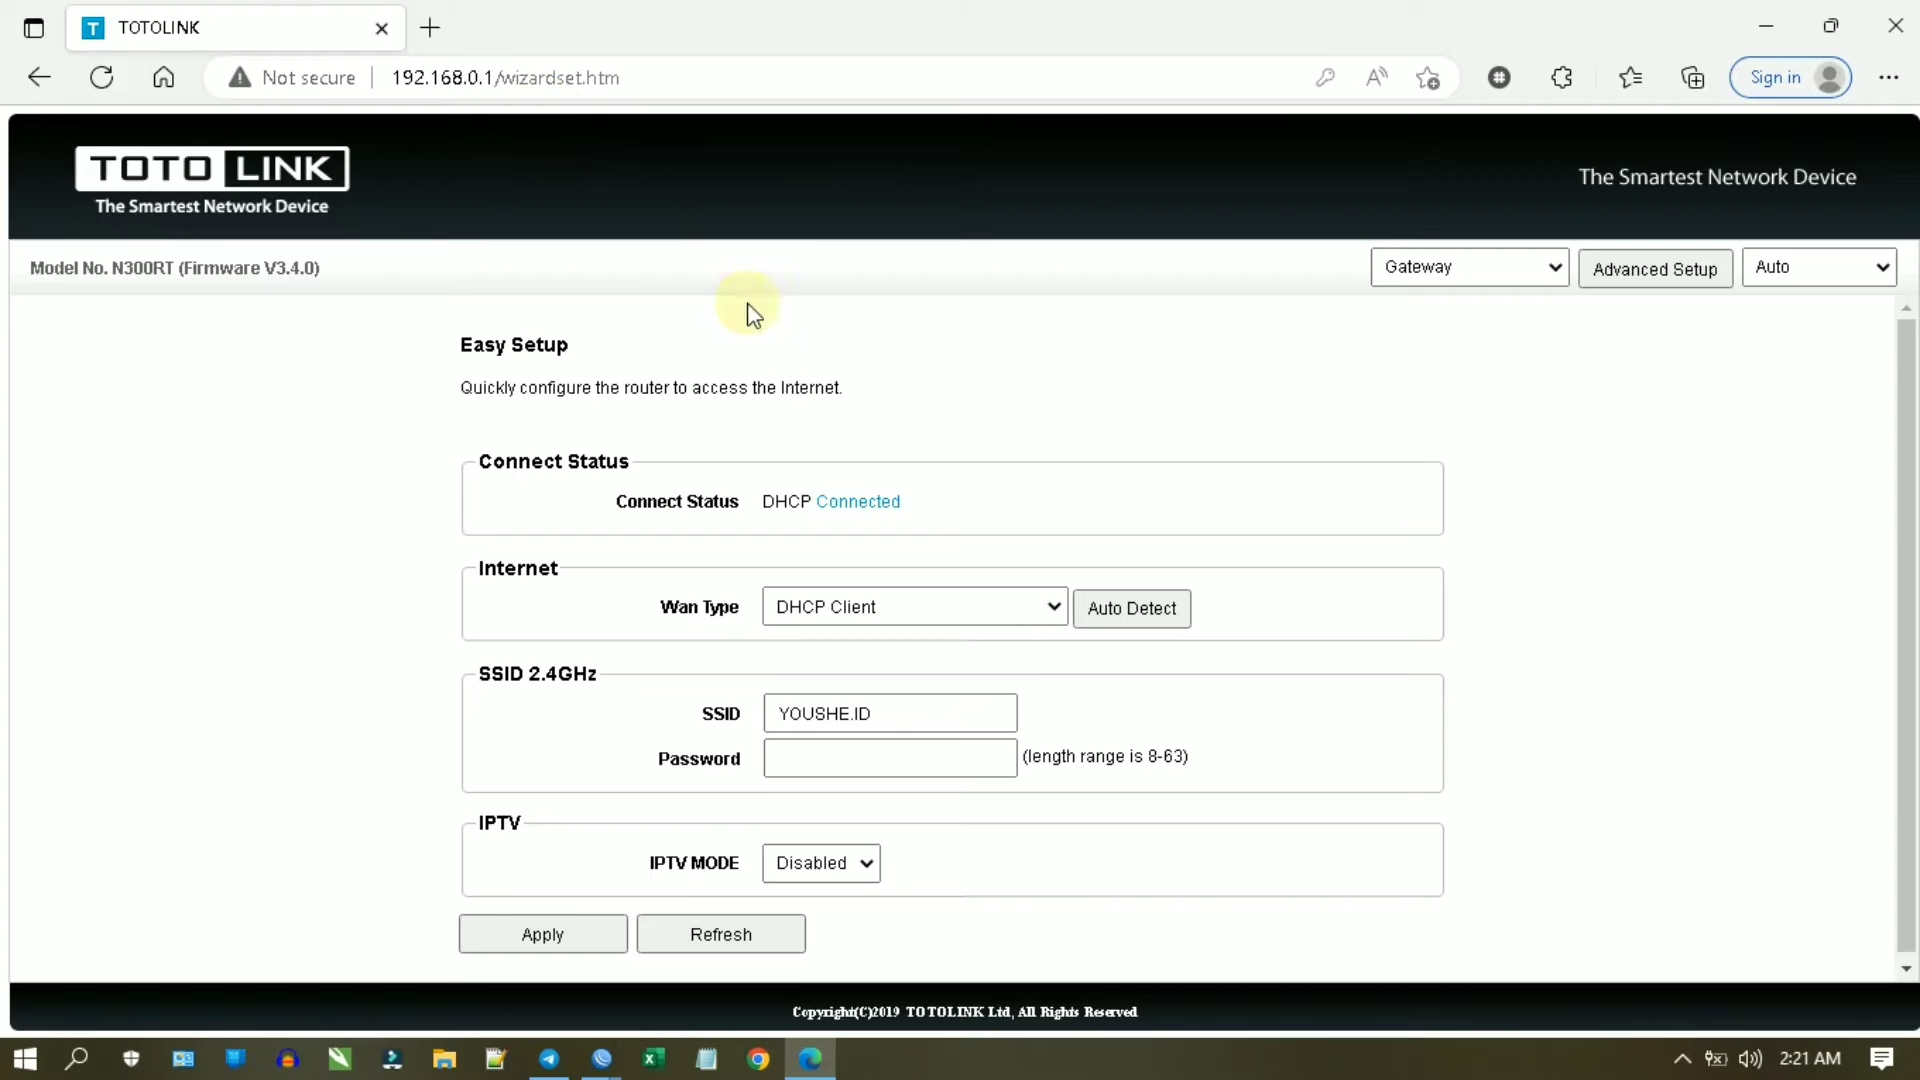 TOTOLINK
Not secure 192.168.0.1/wizardset.htm
Sign in
TOTO LINK
The Smartest Network Device
The Smartest Network Device
Model No. N300RT (Firmware V3.4.0)
Gateway
Advanced Setup
Auto
Easy Setup
Quickly configure the router to access the Internet.
Connect Status
Connect Status DHCP Connected
Internet
Wan Type DHCP Client Auto Detect
SSID 2.4GHz
SSID YOUSHE.ID
Password (length range is 8-63)
IPTV
IPTV MODE Disabled
Apply Refresh
Copyright(C)2019 TOTOLINK Ltd, All Rights Reserved
2:21 AM